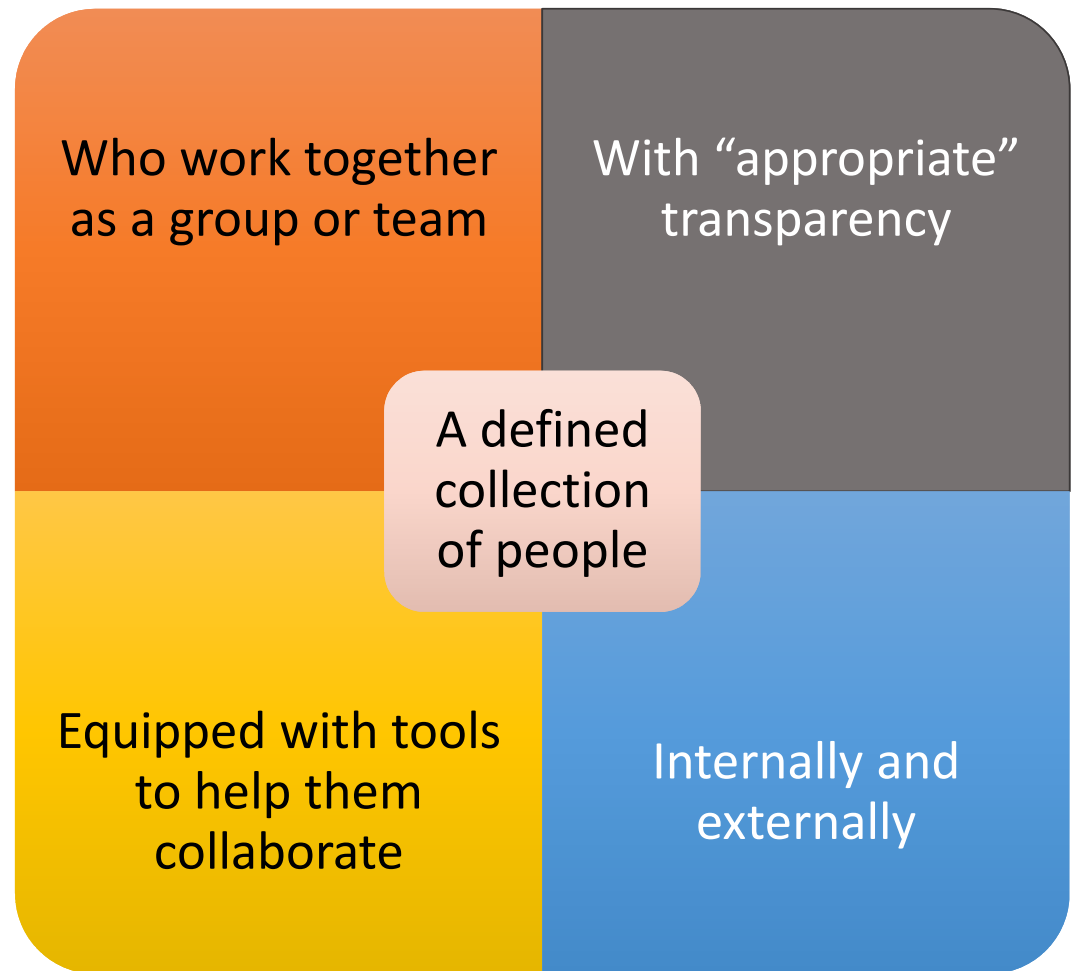 Who work together
as a group or team
With “appropriate”
transparency
A defined
collection
of people
Equipped with tools
to help them
collaborate
Internally and
externally